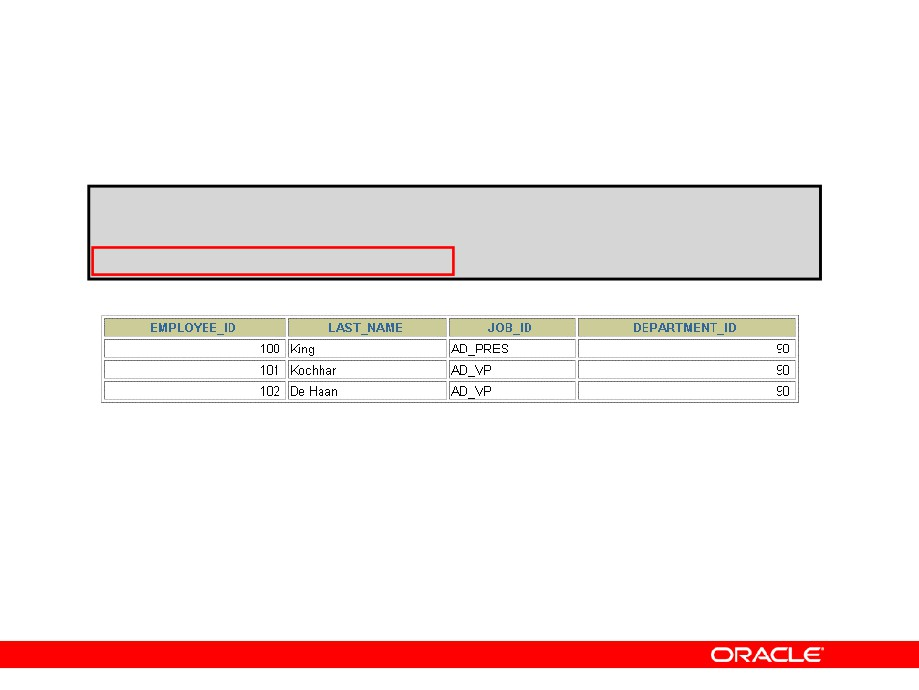 EMPLOYEE_ID LAST_NAME JOB_ID DEPARTMENT_ID
100 King AD_PRES 90
101 Kochhar AD_VP 90
102 De Haan AD_VP 90
ORACLE